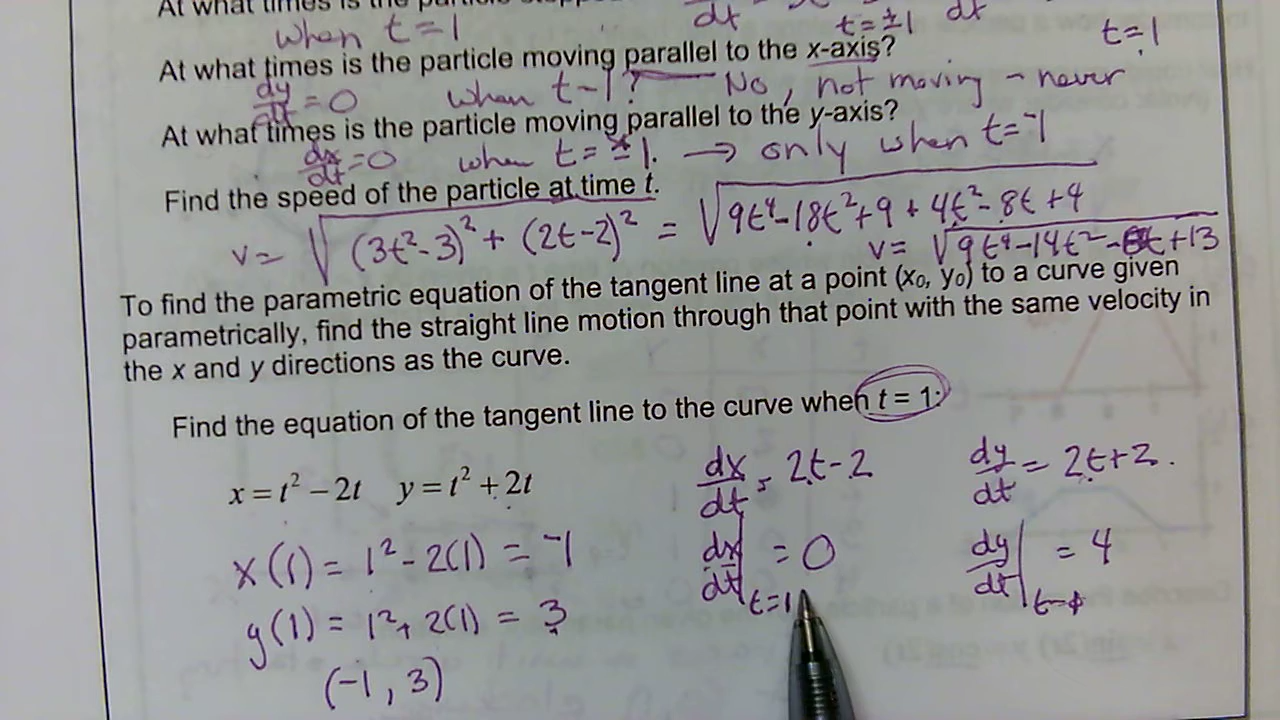 At what times is the particle
dt dt
when t=1 t=±1 t=1
At what times is the particle moving parallel to the x-axis?
dy/dt = 0 when t-1? No, not moving - never
At what times is the particle moving parallel to the y-axis?
dx/dt = 0 when t=±1. → only when t=⁻1
Find the speed of the particle at time t.
v= √(3t²-3)² + (2t-2)² = √9t⁴-18t²+9+4t²-8t+4
v= √9t⁴-14t²-8t+13
To find the parametric equation of the tangent line at a point (x₀, y₀) to a curve given
parametrically, find the straight line motion through that point with the same velocity in
the x and y directions as the curve.
Find the equation of the tangent line to the curve when t = 1.
x = t² − 2t y = t² + 2t dx/dt = 2t-2 dy/dt = 2t+2.
x(1) = 1² - 2(1) = ⁻1 dx/dt|t=1 = 0 dy/dt|t=1 = 4
y(1) = 1² + 2(1) = 3
(-1, 3)